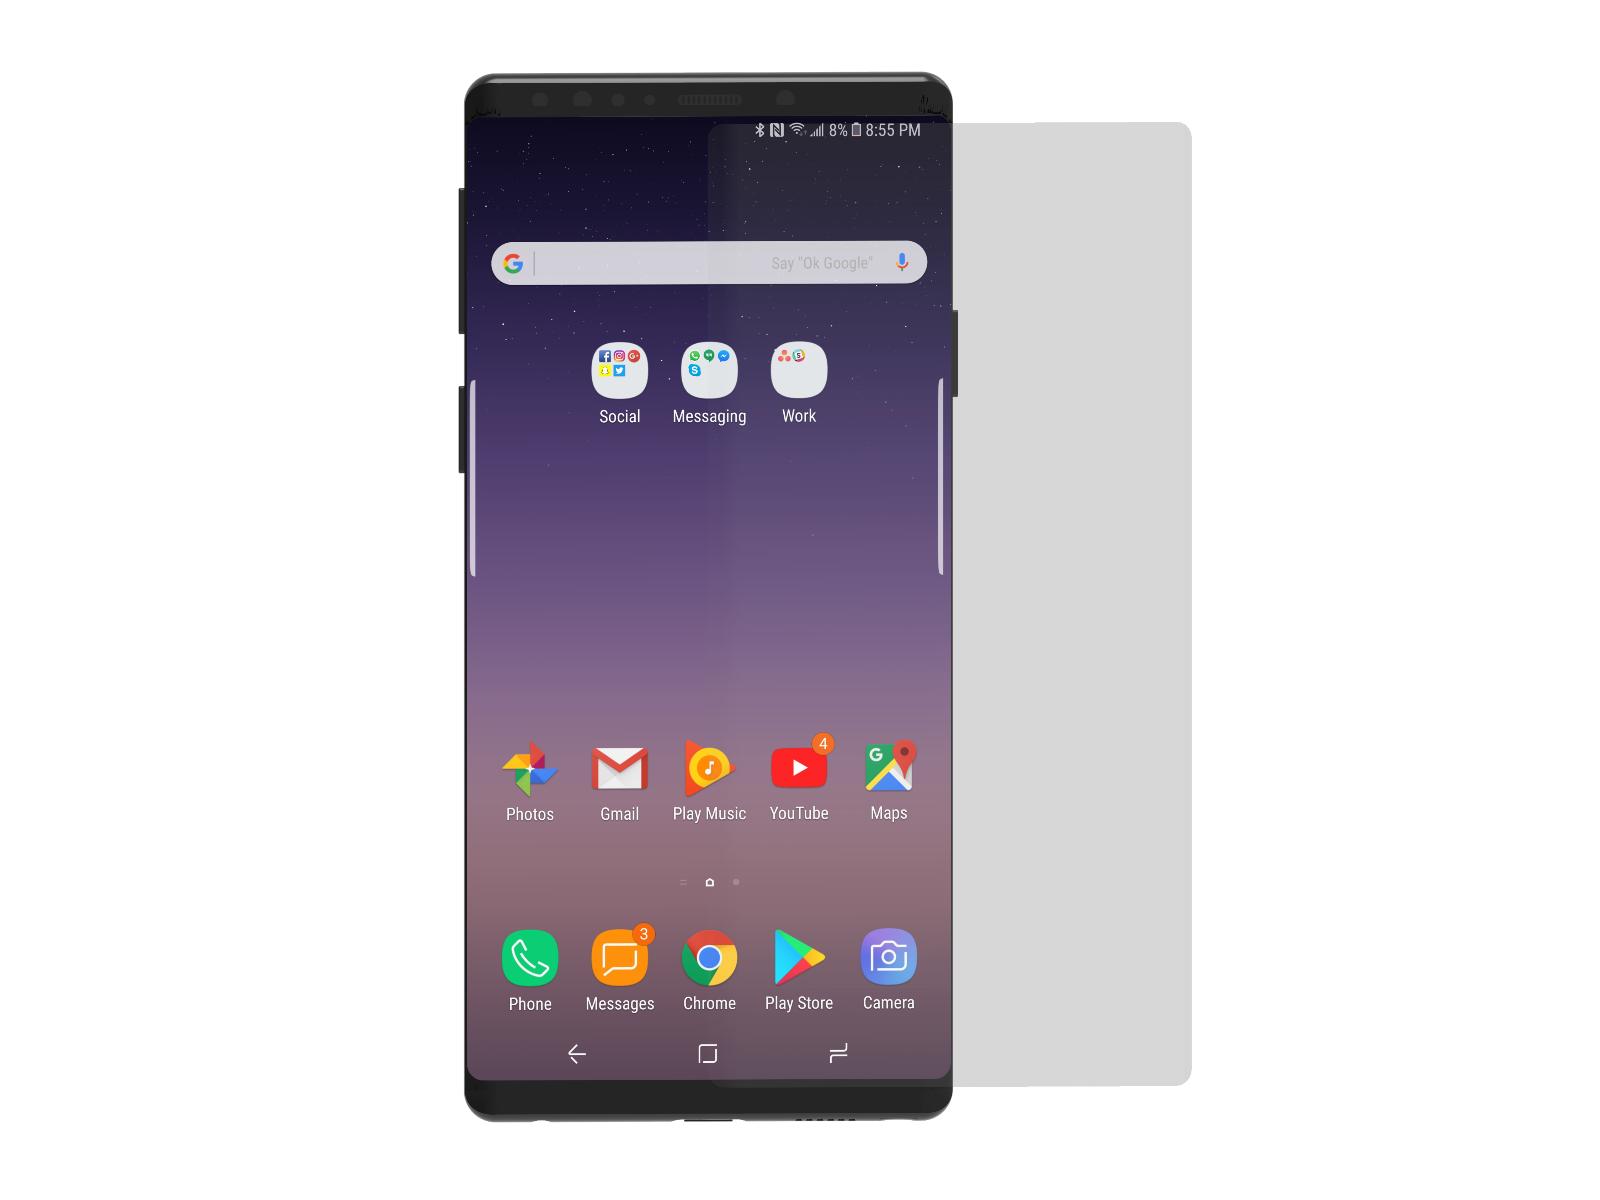 8% 8:55 PM
Say "Ok Google"
Social Messaging Work
4
Photos Gmail Play Music YouTube Maps
3
Phone Messages Chrome Play Store Camera